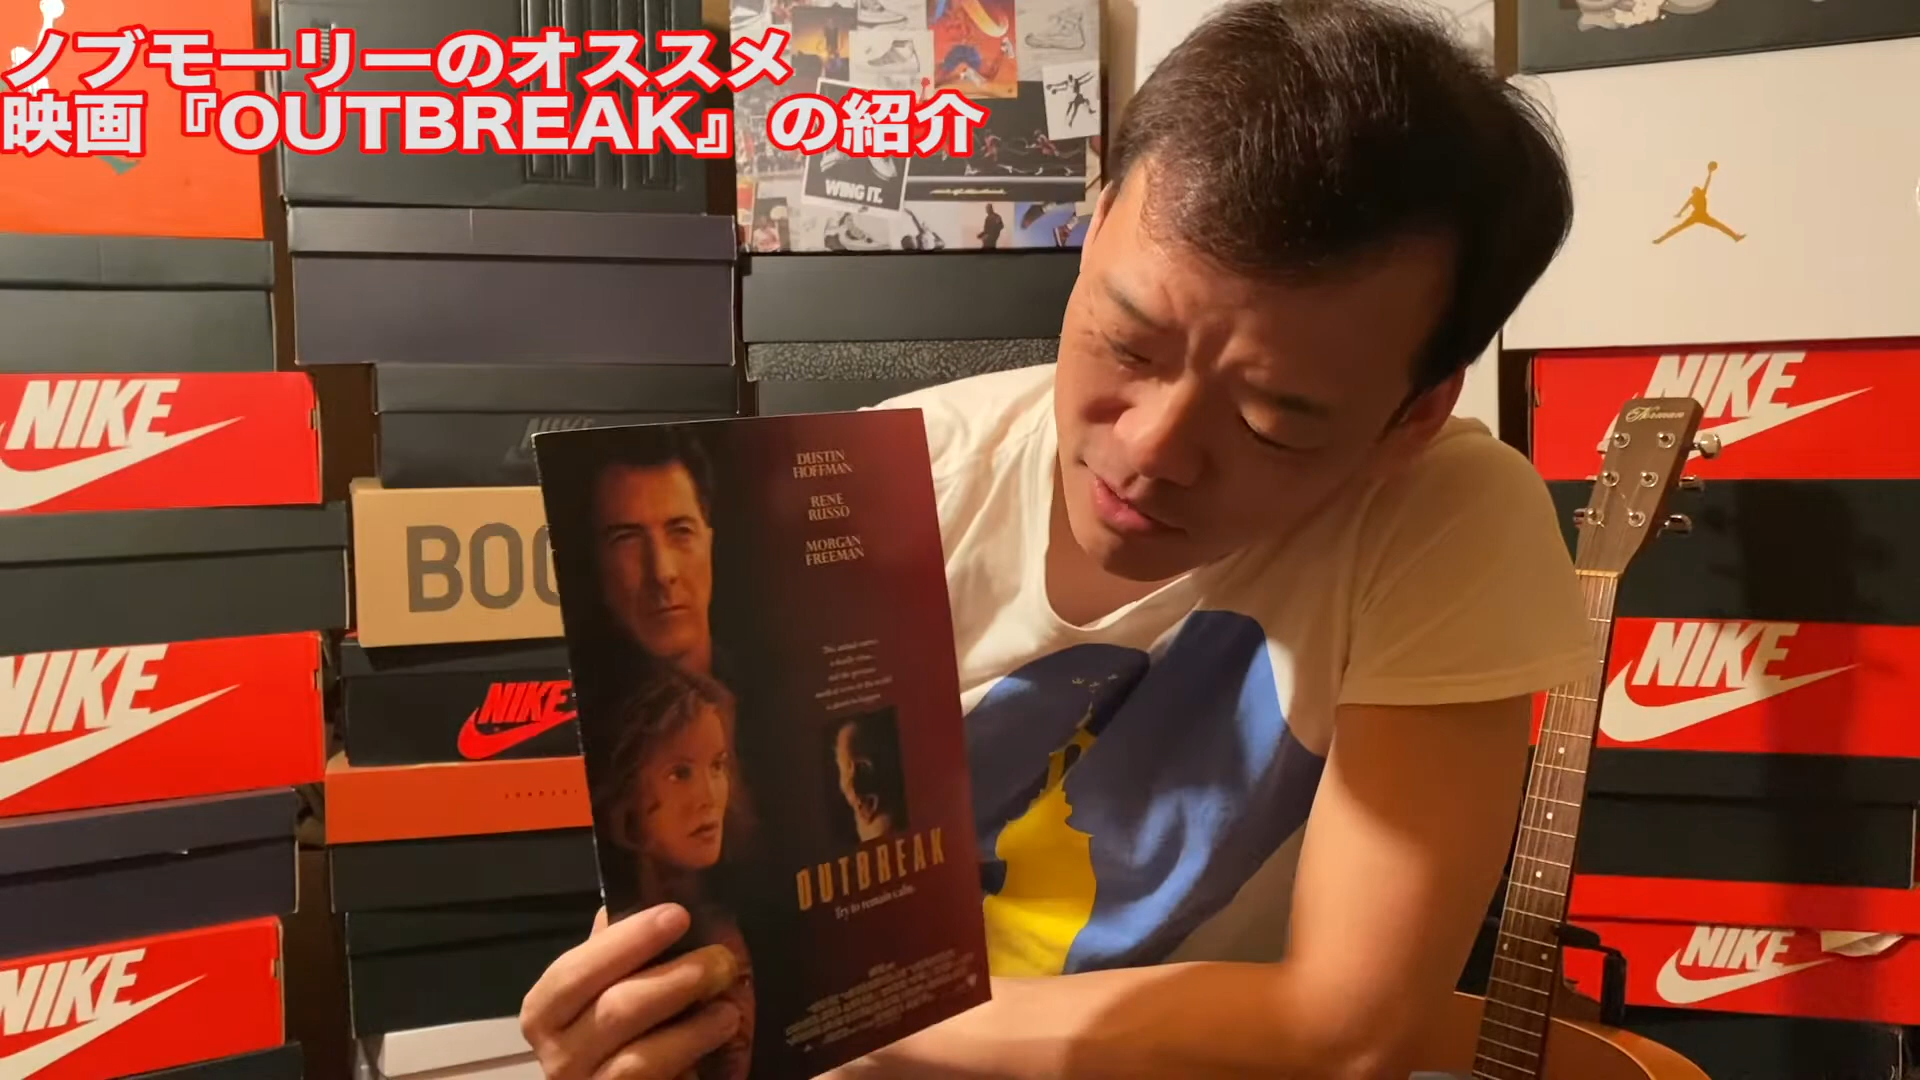 ノブモーリーのオススメ
映画『OUTBREAK』の紹介
WING IT.
NIKE
NIKE
BOO
NIKE
NIKE
NIKE
DUSTIN
HOFFMAN
RENE
RUSSO
MORGAN
FREEMAN
OUTBREAK
Try to remain calm.
NIKE
Norman
NIKE
NIKE